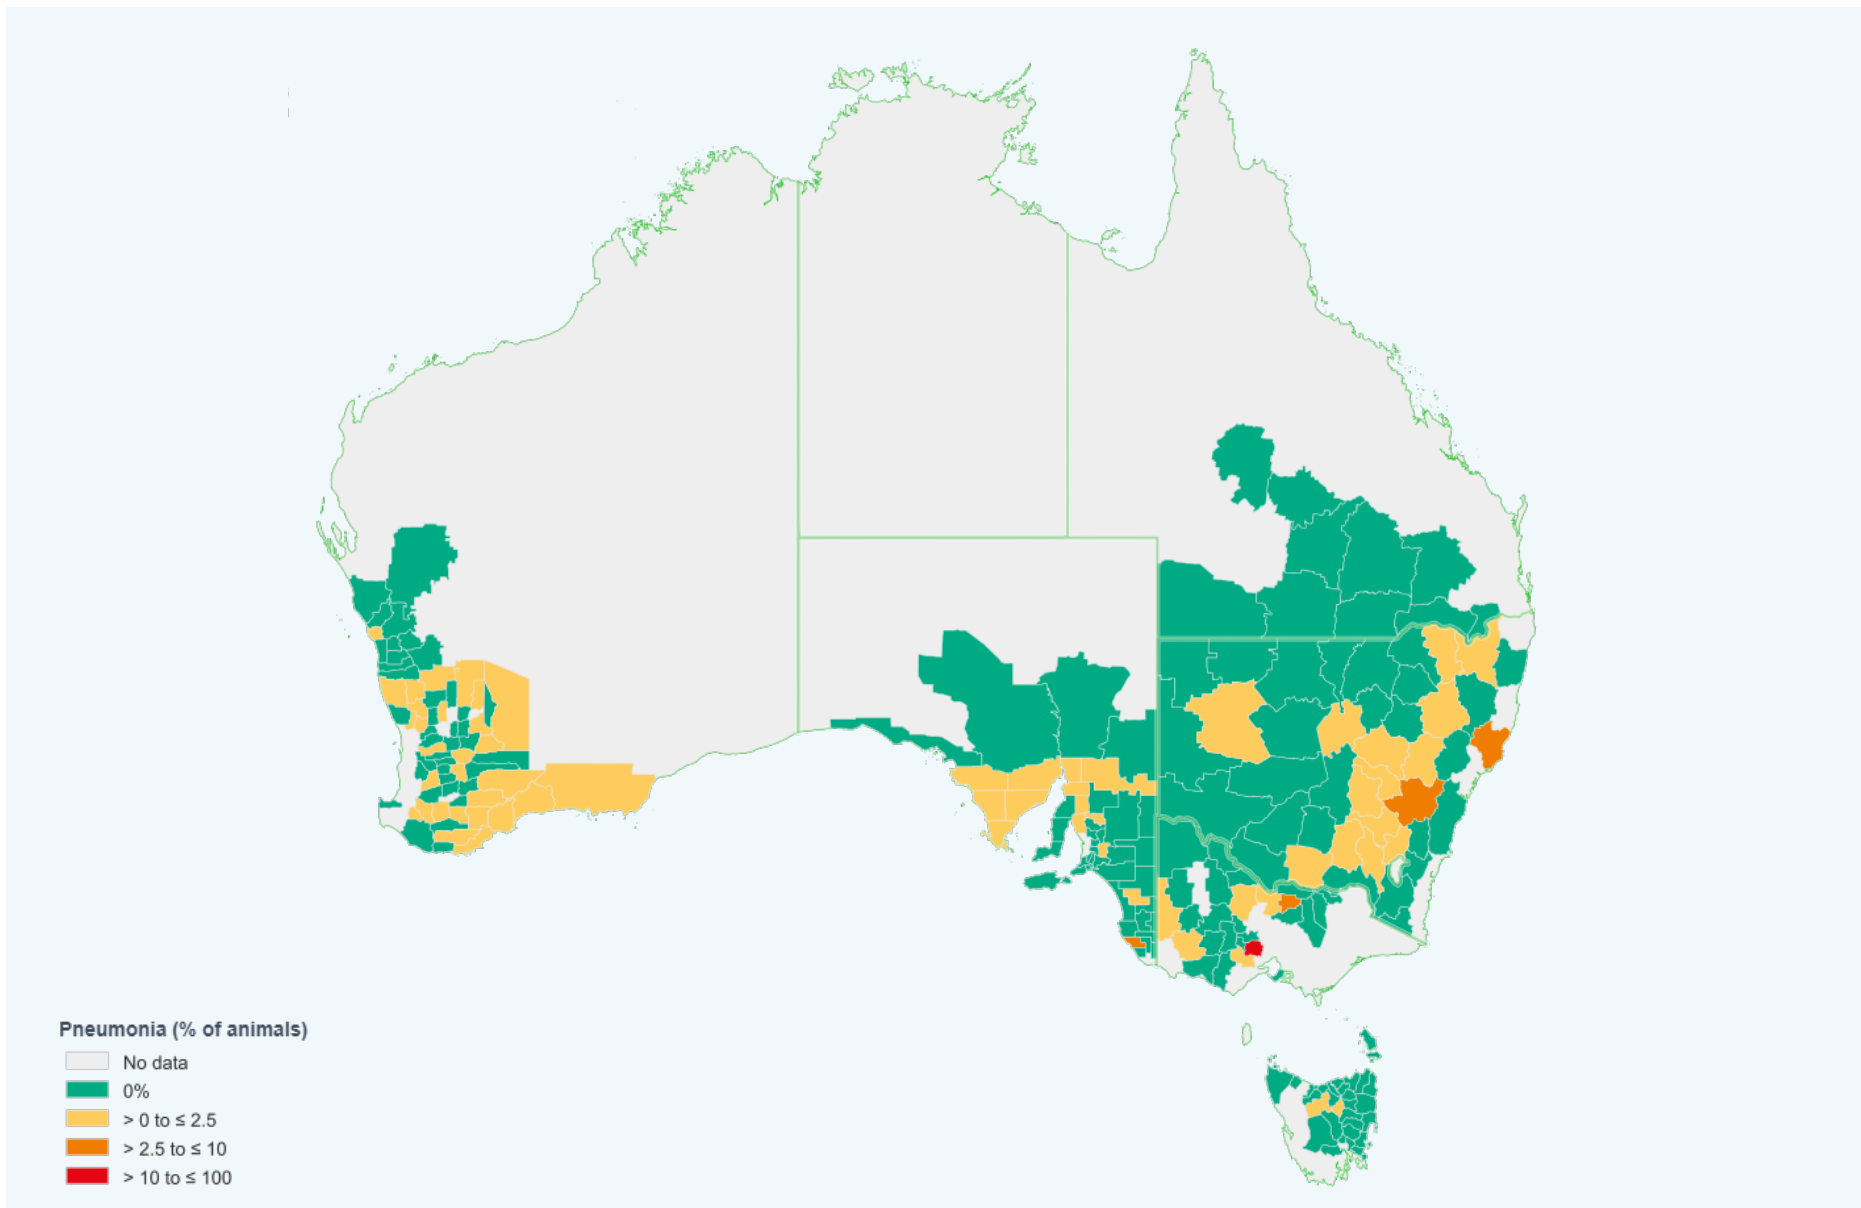 Pneumonia (% of animals)
No data
0%
> 0 to ≤ 2.5
> 2.5 to ≤ 10
> 10 to ≤ 100